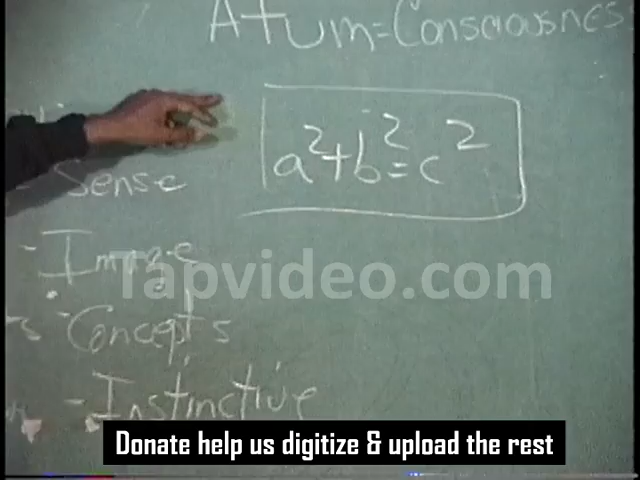 Atum=Consciousnes
a²+b²=c²
Sense
- Image
- Concepts
- Instinctive
Tapvideo.com
Donate help us digitize & upload the rest